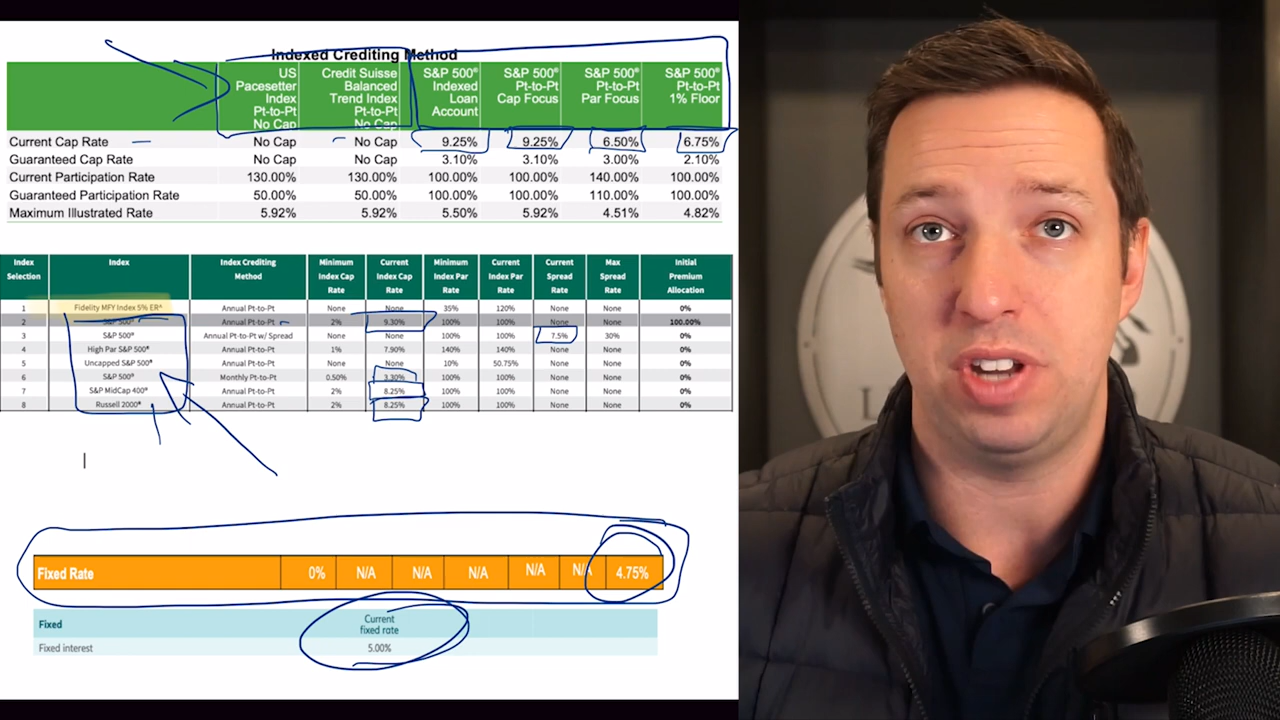 Indexed Crediting Method
US Pacesetter Index Pt-to-Pt No Cap | Credit Suisse Balanced Trend Index Pt-to-Pt No Cap | S&P 500® Indexed Loan Account | S&P 500® Pt-to-Pt Cap Focus | S&P 500® Pt-to-Pt Par Focus | S&P 500® Pt-to-Pt 1% Floor
Current Cap Rate No Cap No Cap 9.25% 9.25% 6.50% 6.75%
Guaranteed Cap Rate No Cap No Cap 3.10% 3.10% 3.00% 2.10%
Current Participation Rate 130.00% 130.00% 100.00% 100.00% 140.00% 100.00%
Guaranteed Participation Rate 50.00% 50.00% 100.00% 100.00% 110.00% 100.00%
Maximum Illustrated Rate 5.92% 5.92% 5.50% 5.92% 4.51% 4.82%
Index Selection | Index | Index Crediting Method | Minimum Index Cap Rate | Current Index Cap Rate | Minimum Index Par Rate | Current Index Par Rate | Current Spread Rate | Max Spread Rate | Initial Premium Allocation
1 Fidelity MFY Index 5% ER^ Annual Pt-to-Pt None None 35% 120% None None 0%
2 S&P 500® Annual Pt-to-Pt 2% 9.30% 100% 100% None None 100.00%
3 S&P 500® Annual Pt-to-Pt w/ Spread None None 100% 100% 7.5% 30% 0%
4 High Par S&P 500® Annual Pt-to-Pt 1% 7.90% 140% 140% None None 0%
5 Uncapped S&P 500® Annual Pt-to-Pt None None 10% 50.75% None None 0%
6 S&P 500® Monthly Pt-to-Pt 0.50% 3.30% 100% 100% None None 0%
7 S&P MidCap 400® Annual Pt-to-Pt 2% 8.25% 100% 100% None None 0%
8 Russell 2000® Annual Pt-to-Pt 2% 8.25% 100% 100% None None 0%
Fixed Rate 0% N/A N/A N/A N/A N/A 4.75%
Fixed Current fixed rate
Fixed interest 5.00%